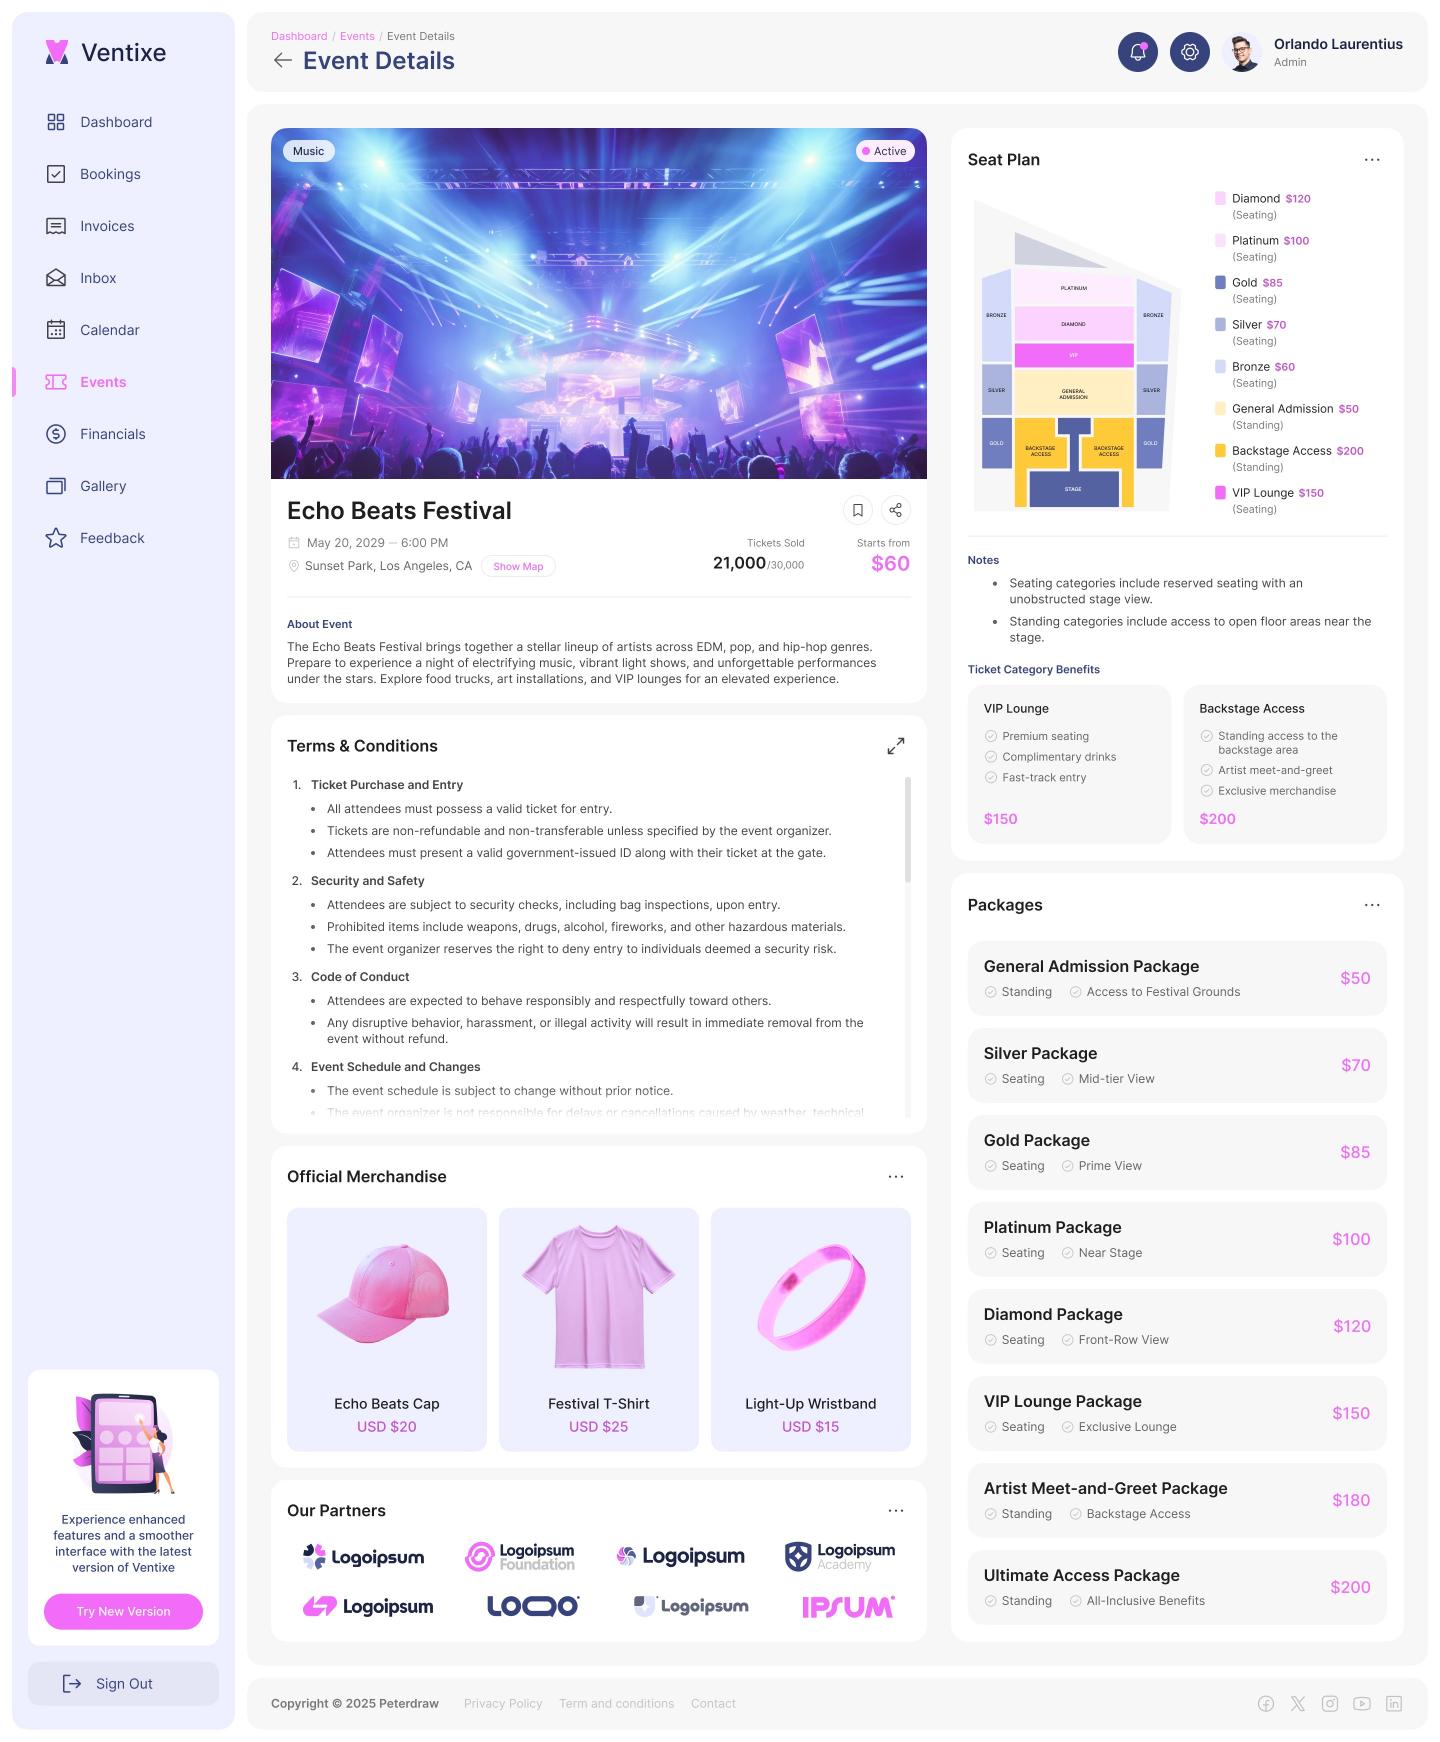 Ventixe
Dashboard
Bookings
Invoices
Inbox
Calendar
Events
Financials
Gallery
Feedback
Experience enhanced
features and a smoother
interface with the latest
version of Ventixe
Try New Version
Sign Out
Dashboard / Events / Event Details
Event Details
Orlando Laurentius
Admin
Music
Active
Echo Beats Festival
May 20, 2029 — 6:00 PM
Sunset Park, Los Angeles, CA
Show Map
Tickets Sold
21,000/30,000
Starts from
$60
About Event
The Echo Beats Festival brings together a stellar lineup of artists across EDM, pop, and hip-hop genres.
Prepare to experience a night of electrifying music, vibrant light shows, and unforgettable performances
under the stars. Explore food trucks, art installations, and VIP lounges for an elevated experience.
Terms & Conditions
1. Ticket Purchase and Entry
• All attendees must possess a valid ticket for entry.
• Tickets are non-refundable and non-transferable unless specified by the event organizer.
• Attendees must present a valid government-issued ID along with their ticket at the gate.
2. Security and Safety
• Attendees are subject to security checks, including bag inspections, upon entry.
• Prohibited items include weapons, drugs, alcohol, fireworks, and other hazardous materials.
• The event organizer reserves the right to deny entry to individuals deemed a security risk.
3. Code of Conduct
• Attendees are expected to behave responsibly and respectfully toward others.
• Any disruptive behavior, harassment, or illegal activity will result in immediate removal from the
event without refund.
4. Event Schedule and Changes
• The event schedule is subject to change without prior notice.
• The event organizer is not responsible for delays or cancellations caused by weather, technical
Official Merchandise
Echo Beats Cap
USD $20
Festival T-Shirt
USD $25
Light-Up Wristband
USD $15
Our Partners
Logoipsum
Logoipsum
Foundation
Logoipsum
Logoipsum
Academy
Logoipsum
LOQO
Logoipsum
IPSUM
Seat Plan
PLATINUM
BRONZE
BRONZE
DIAMOND
VIP
SILVER
GENERAL
ADMISSION
SILVER
GOLD
BACKSTAGE
ACCESS
BACKSTAGE
ACCESS
GOLD
STAGE
Diamond $120
(Seating)
Platinum $100
(Seating)
Gold $85
(Seating)
Silver $70
(Seating)
Bronze $60
(Seating)
General Admission $50
(Standing)
Backstage Access $200
(Standing)
VIP Lounge $150
(Seating)
Notes
• Seating categories include reserved seating with an
unobstructed stage view.
• Standing categories include access to open floor areas near the
stage.
Ticket Category Benefits
VIP Lounge
Premium seating
Complimentary drinks
Fast-track entry
$150
Backstage Access
Standing access to the
backstage area
Artist meet-and-greet
Exclusive merchandise
$200
Packages
General Admission Package
Standing Access to Festival Grounds
$50
Silver Package
Seating Mid-tier View
$70
Gold Package
Seating Prime View
$85
Platinum Package
Seating Near Stage
$100
Diamond Package
Seating Front-Row View
$120
VIP Lounge Package
Seating Exclusive Lounge
$150
Artist Meet-and-Greet Package
Standing Backstage Access
$180
Ultimate Access Package
Standing All-Inclusive Benefits
$200
Copyright © 2025 Peterdraw
Privacy Policy
Term and conditions
Contact